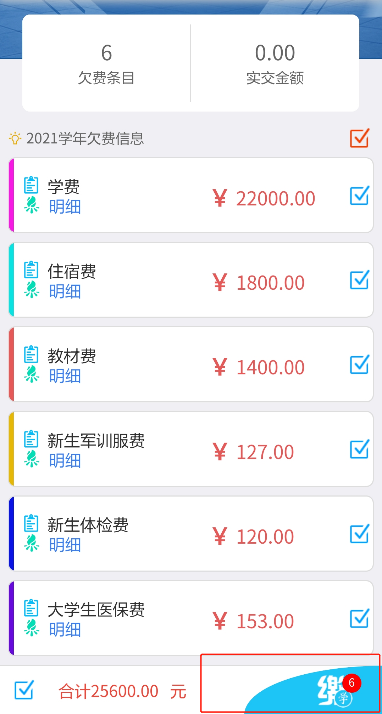 6
欠费条目
0.00
实交金额
2021学年欠费信息
学费
明细
¥ 22000.00
住宿费
明细
¥ 1800.00
教材费
明细
¥ 1400.00
新生军训服费
明细
¥ 127.00
新生体检费
明细
¥ 120.00
大学生医保费
明细
¥ 153.00
合计25600.00 元
缴
学
6